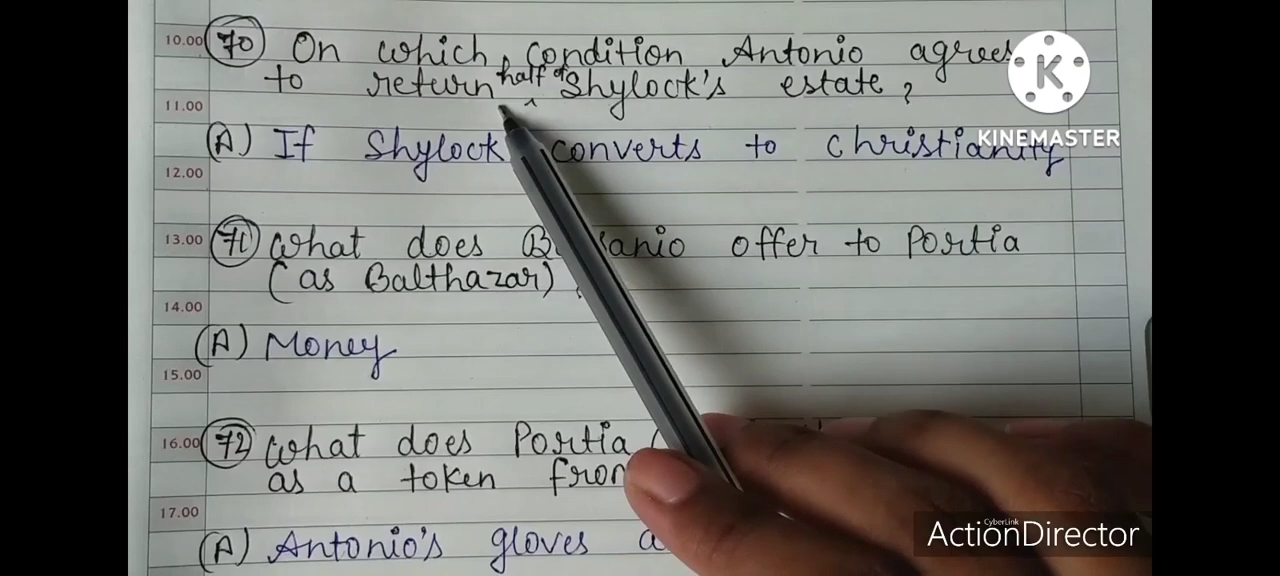 10.00 (70) On which condition Antonio agrees
to return half of Shylock's estate ?
11.00
(A) If Shylock converts to christianity
12.00
13.00 (71) What does offer to Portia
(as Balthazar)
14.00
(A) Money
15.00
16.00 (72) What does Portia
as a token
17.00
(A) Antonio's gloves
K
KINEMASTER
CyberLink
ActionDirector